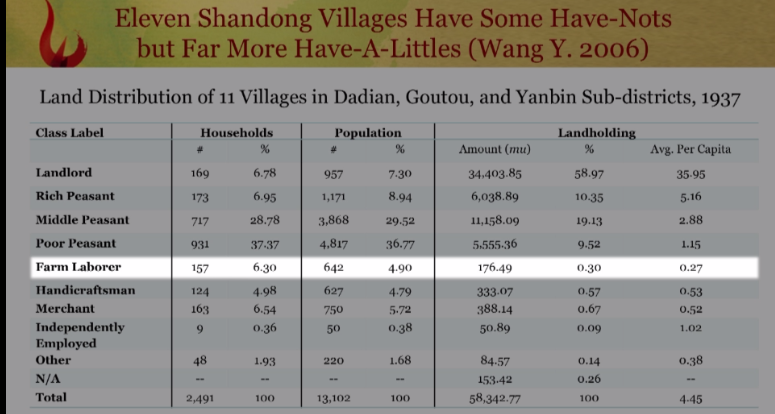 Eleven Shandong Villages Have Some Have-Nots
but Far More Have-A-Littles (Wang Y. 2006)
Land Distribution of 11 Villages in Dadian, Goutou, and Yanbin Sub-districts, 1937
Class Label Households Population Landholding
# % # % Amount (mu) % Avg. Per Capita
Landlord 169 6.78 957 7.30 34,403.85 58.97 35.95
Rich Peasant 173 6.95 1,171 8.94 6,038.89 10.35 5.16
Middle Peasant 717 28.78 3,868 29.52 11,158.09 19.13 2.88
Poor Peasant 931 37.37 4,817 36.77 5,555.36 9.52 1.15
Farm Laborer 157 6.30 642 4.90 176.49 0.30 0.27
Handicraftsman 124 4.98 627 4.79 333.07 0.57 0.53
Merchant 163 6.54 750 5.72 388.14 0.67 0.52
Independently 9 0.36 50 0.38 50.89 0.09 1.02
Employed
Other 48 1.93 220 1.68 84.57 0.14 0.38
N/A -- -- -- -- 153.42 0.26 --
Total 2,491 100 13,102 100 58,342.77 100 4.45